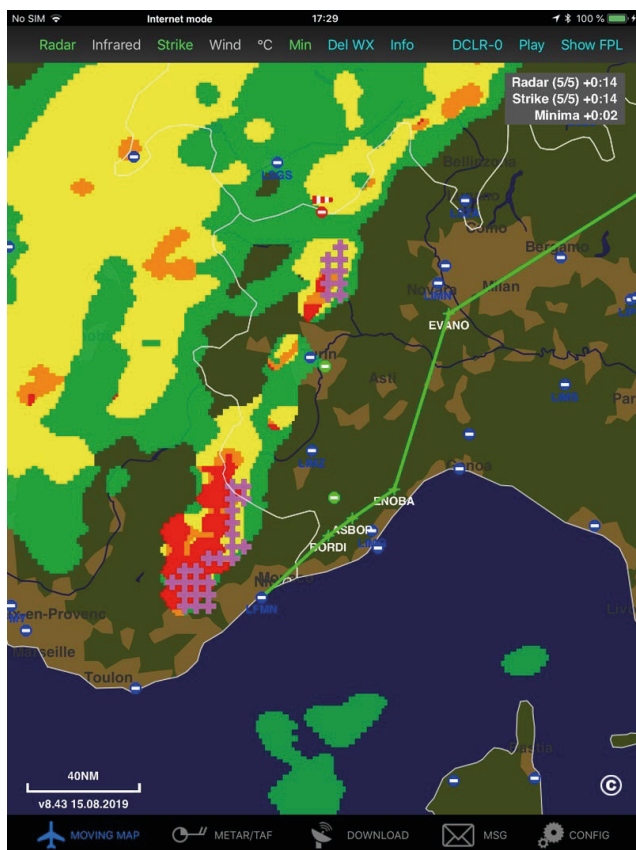 No SIM Internet mode 17:29 100 %
Radar Infrared Strike Wind °C Min Del WX Info DCLR-0 Play Show FPL
Radar (5/5) +0:14
Strike (5/5) +0:14
Minima +0:02
Bellinzona
LSGS
Como
Bergamo
Novara
LIMN
Milan
EVANO
Asti
Par
Genoa
ENOBA
ASBOP
BORDI
LFMN
Marseille
Toulon
Bastia
40NM
v8.43 15.08.2019
©
MOVING MAP METAR/TAF DOWNLOAD MSG CONFIG